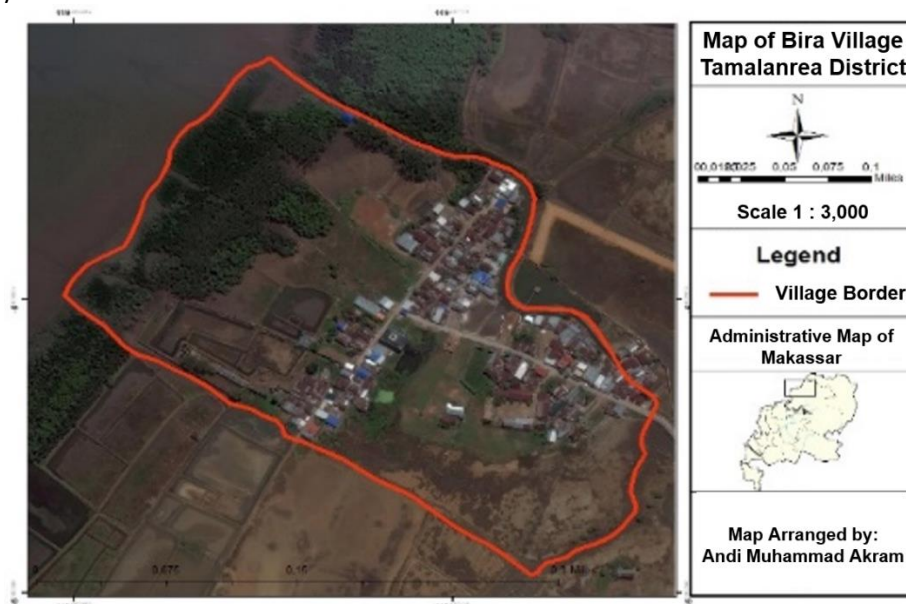 Map of Bira Village
Tamalanrea District
N
0.05 0.075 0.1
Miles
Scale 1 : 3,000
Legend
Village Border
Administrative Map of
Makassar
Map Arranged by:
Andi Muhammad Akram
0.075 0.15